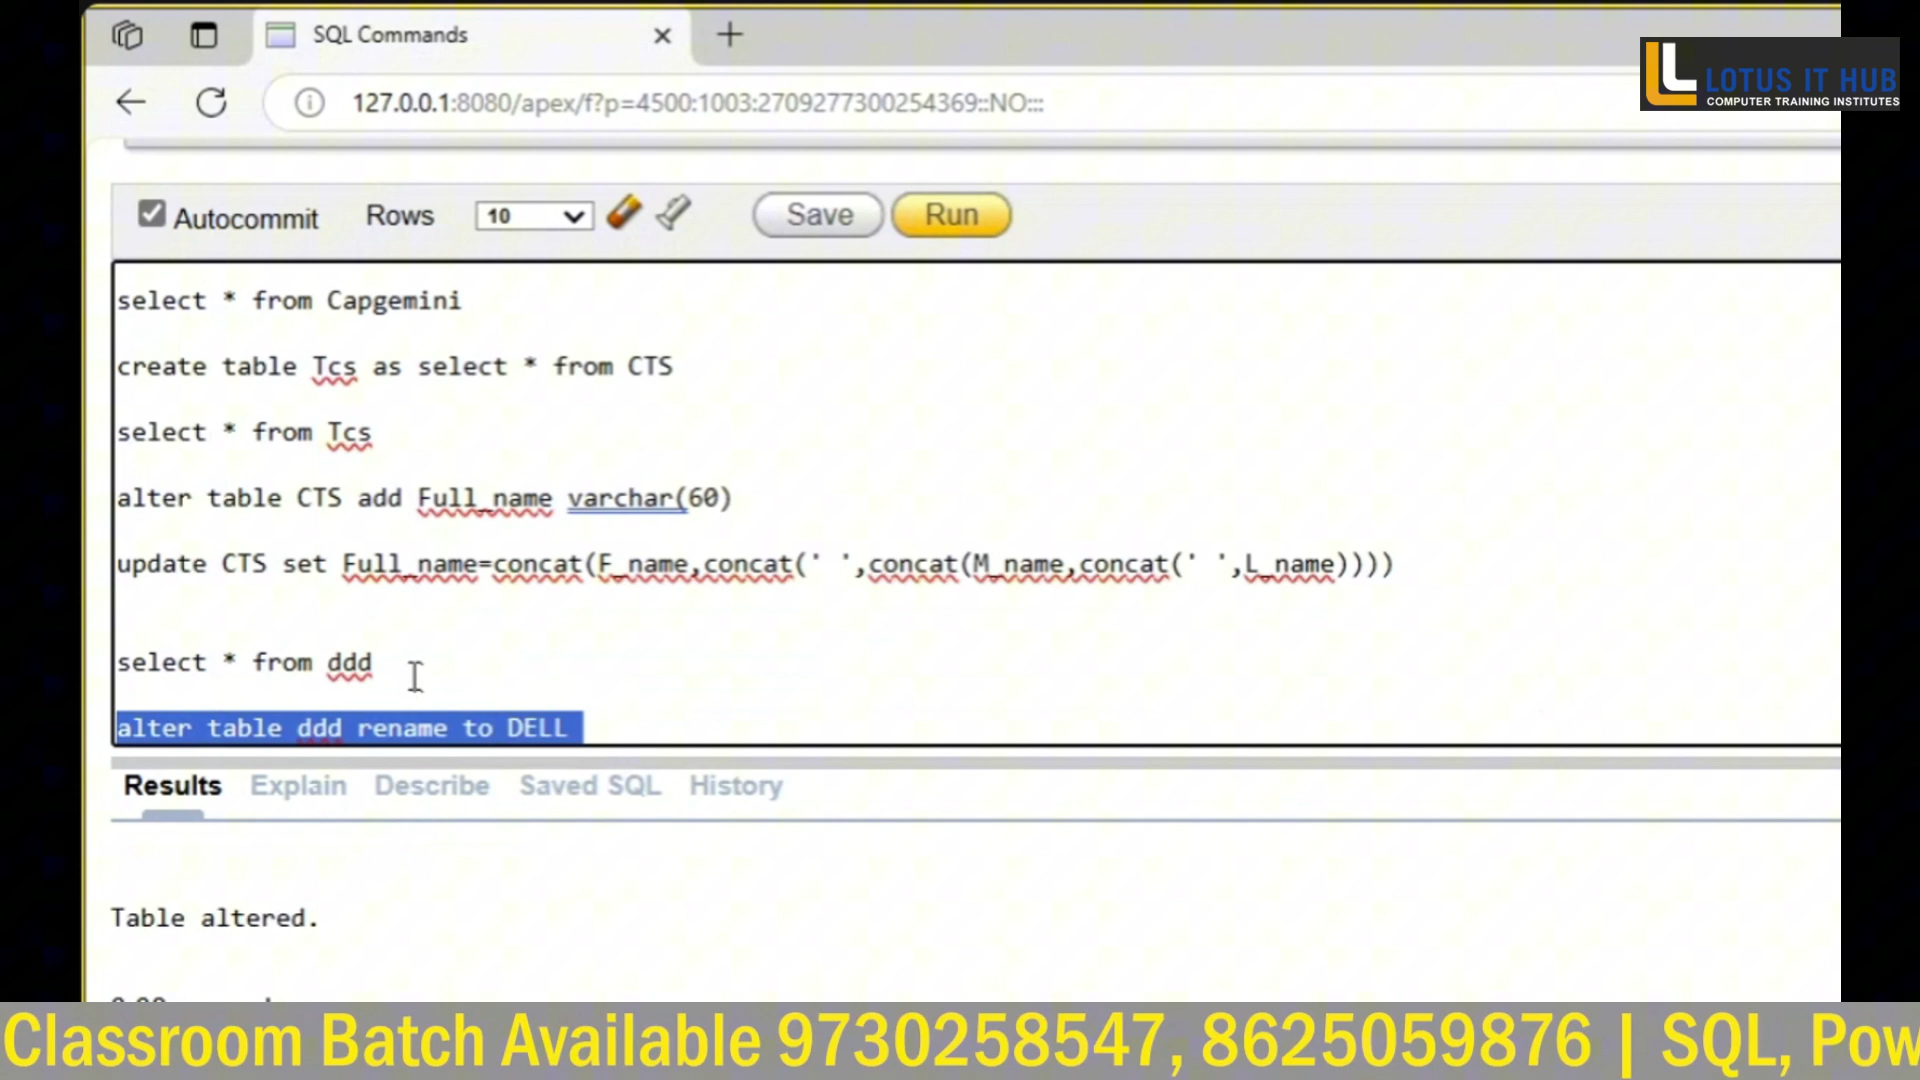 SQL Commands
127.0.0.1:8080/apex/f?p=4500:1003:2709277300254369::NO:::
LOTUS IT HUB
COMPUTER TRAINING INSTITUTES
Autocommit Rows 10 Save Run
select * from Capgemini
create table Tcs as select * from CTS
select * from Tcs
alter table CTS add Full_name varchar(60)
update CTS set Full_name=concat(F_name,concat(' ',concat(M_name,concat(' ',L_name))))
select * from ddd
alter table ddd rename to DELL
Results Explain Describe Saved SQL History
Table altered.
Classroom Batch Available 9730258547, 8625059876 | SQL, Pow